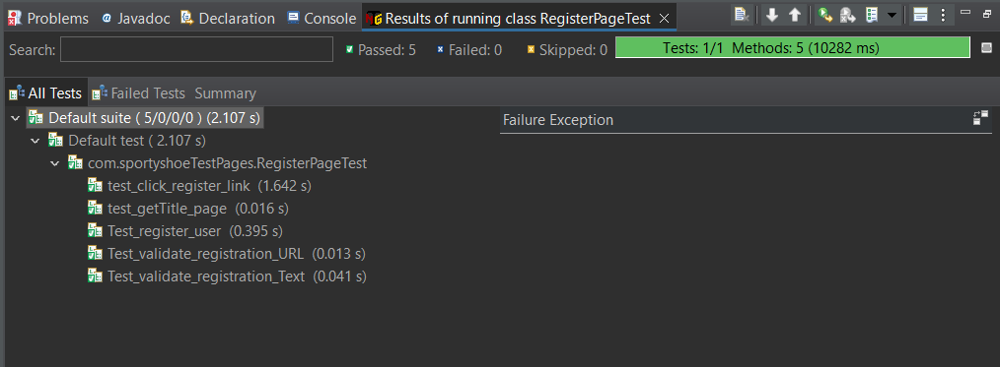 Problems @ Javadoc Declaration Console Results of running class RegisterPageTest
Search: Passed: 5 Failed: 0 Skipped: 0 Tests: 1/1 Methods: 5 (10282 ms)
All Tests Failed Tests Summary
Default suite ( 5/0/0/0 ) (2.107 s) Failure Exception
Default test ( 2.107 s)
com.sportyshoeTestPages.RegisterPageTest
test_click_register_link (1.642 s)
test_getTitle_page (0.016 s)
Test_register_user (0.395 s)
Test_validate_registration_URL (0.013 s)
Test_validate_registration_Text (0.041 s)